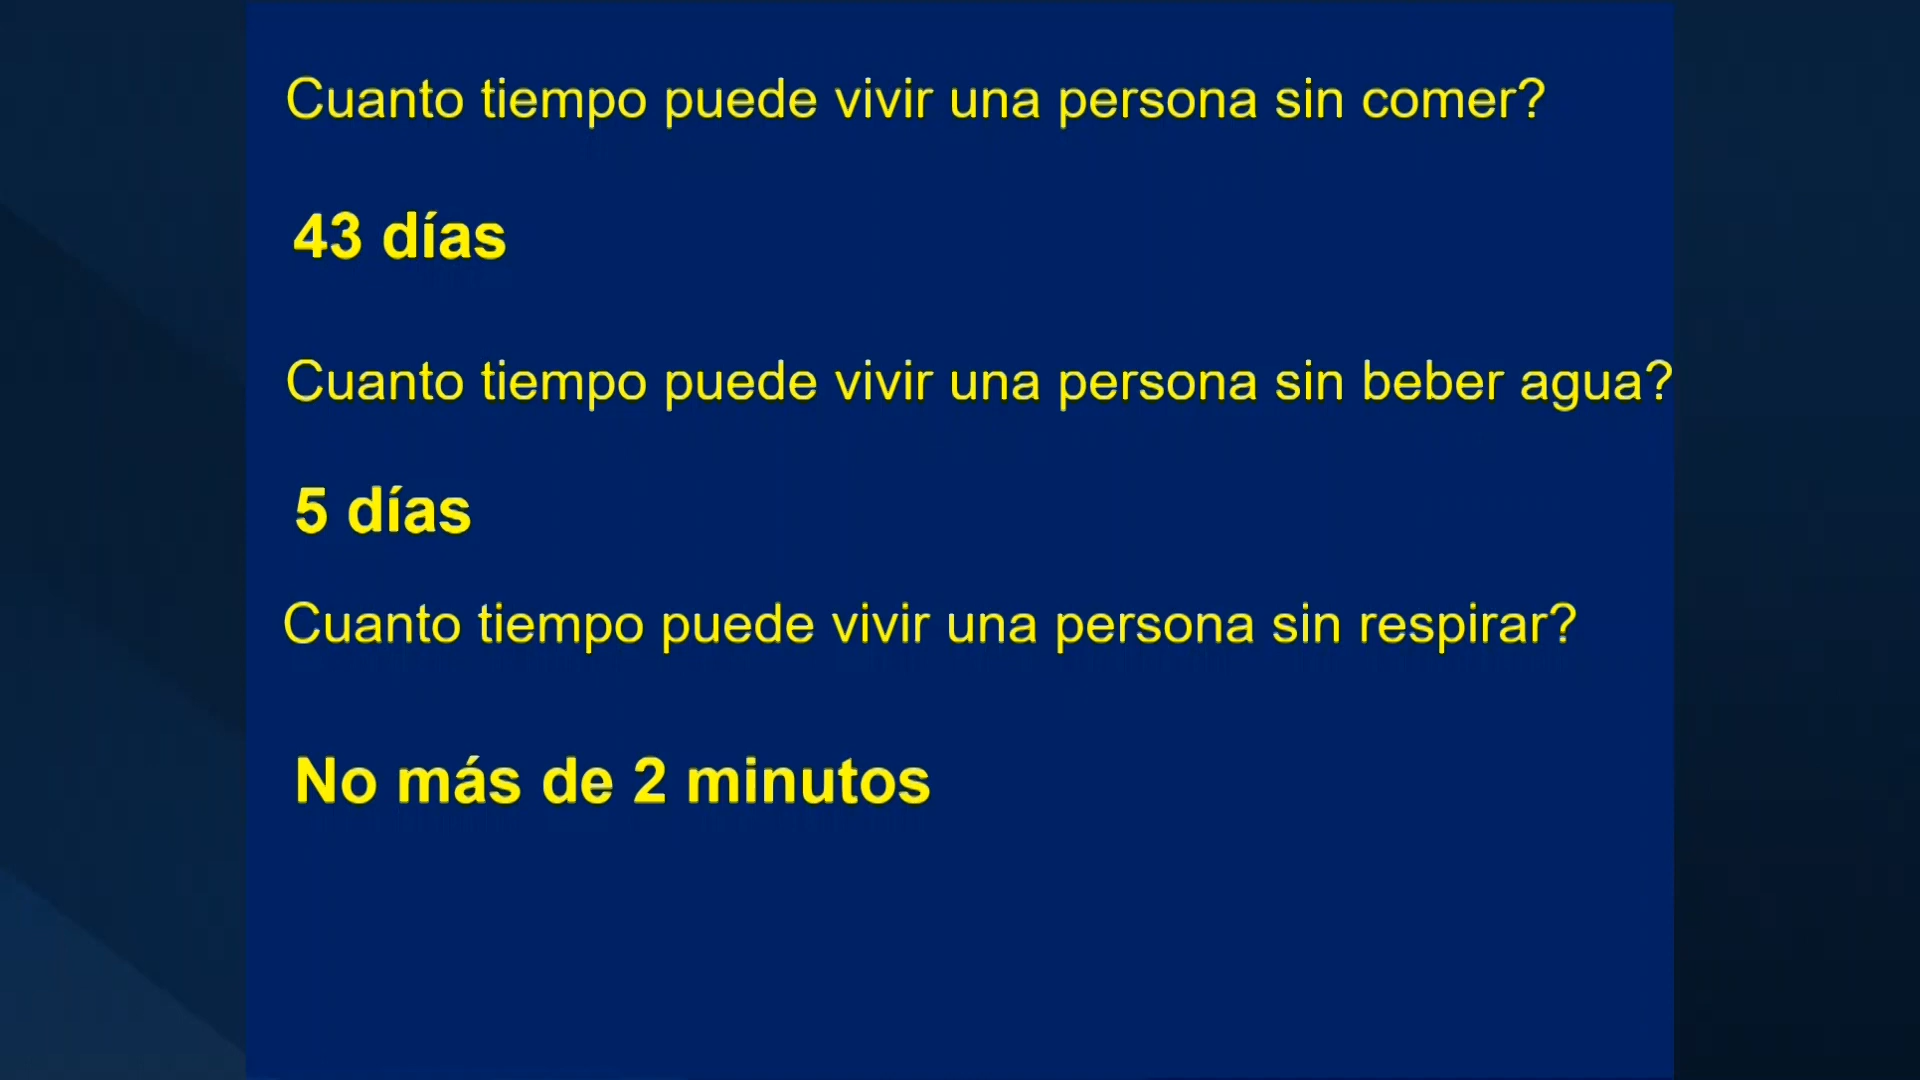 Cuanto tiempo puede vivir una persona sin comer?
43 días
Cuanto tiempo puede vivir una persona sin beber agua?
5 días
Cuanto tiempo puede vivir una persona sin respirar?
No más de 2 minutos